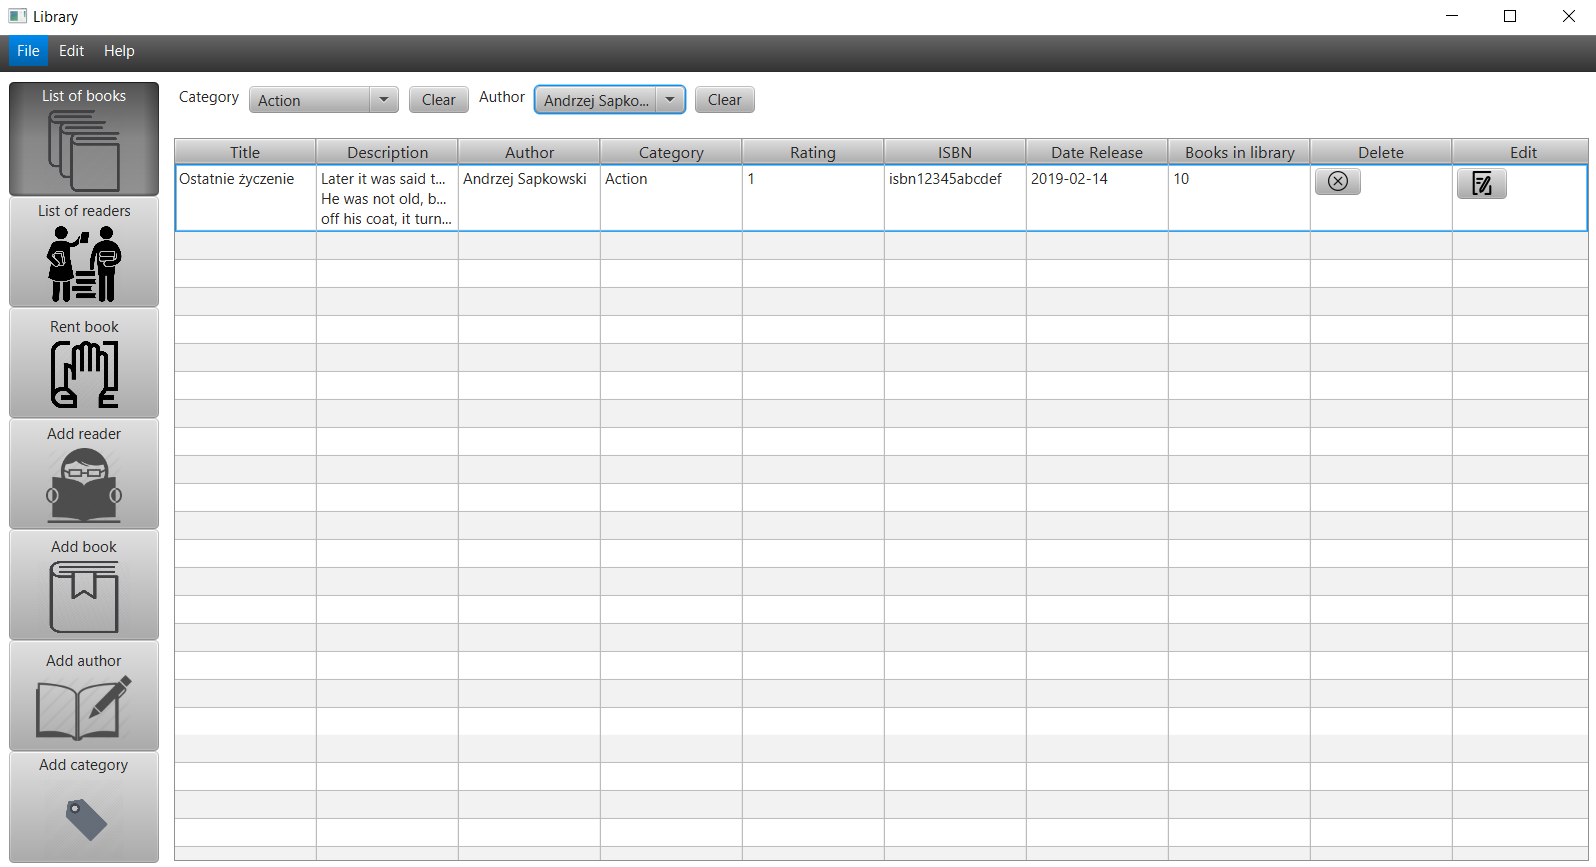 Library
File Edit Help
List of books
List of readers
Rent book
Add reader
Add book
Add author
Add category
Category Action Clear Author Andrzej Sapko... Clear
Title Description Author Category Rating ISBN Date Release Books in library Delete Edit
Ostatnie życzenie Later it was said t... Andrzej Sapkowski Action 1 isbn12345abcdef 2019-02-14 10
He was not old, b...
off his coat, it turn...